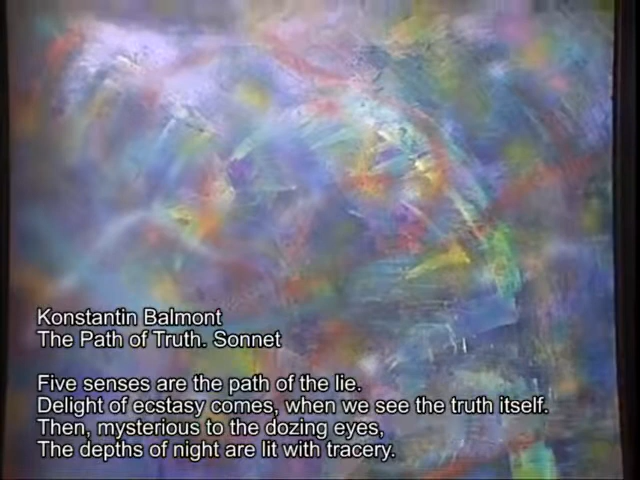 Konstantin Balmont
The Path of Truth. Sonnet
Five senses are the path of the lie.
Delight of ecstasy comes, when we see the truth itself.
Then, mysterious to the dozing eyes,
The depths of night are lit with tracery.